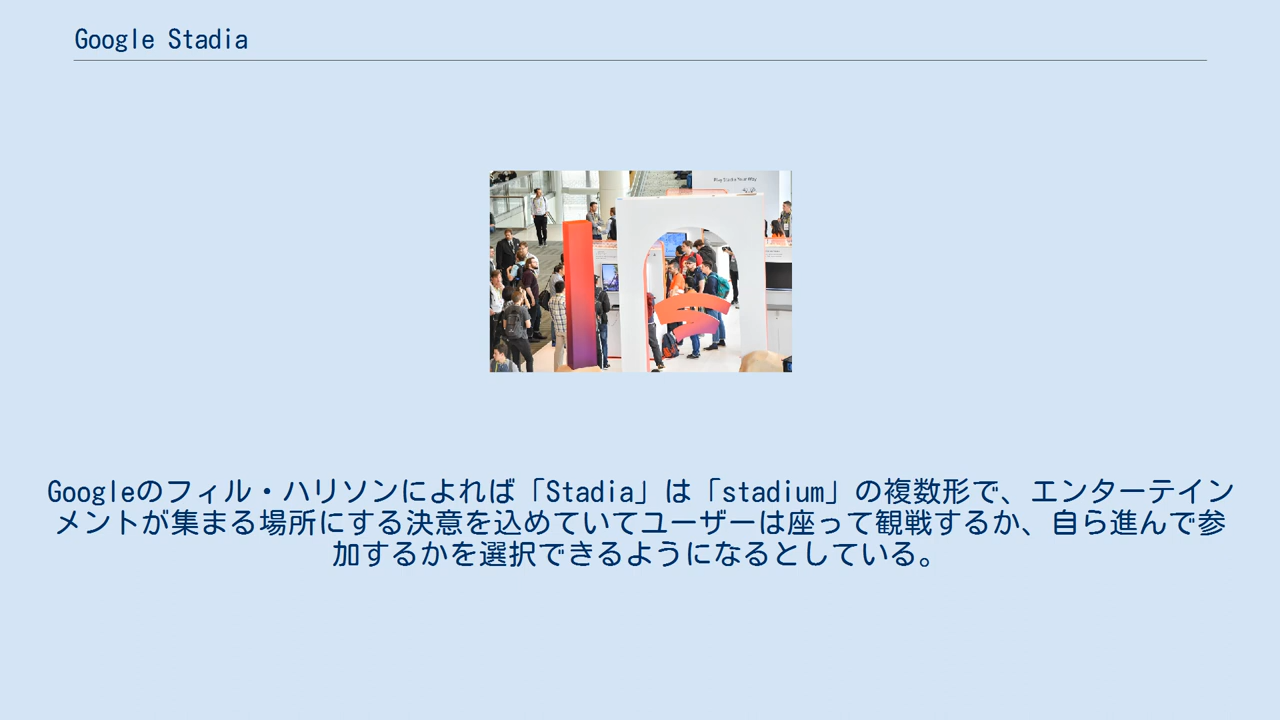 Google Stadia
Play Stadia Your Way
Googleのフィル・ハリソンによれば「Stadia」は「stadium」の複数形で、エンターテイン
メントが集まる場所にする決意を込めていてユーザーは座って観戦するか、自ら進んで参
加するかを選択できるようになるとしている。